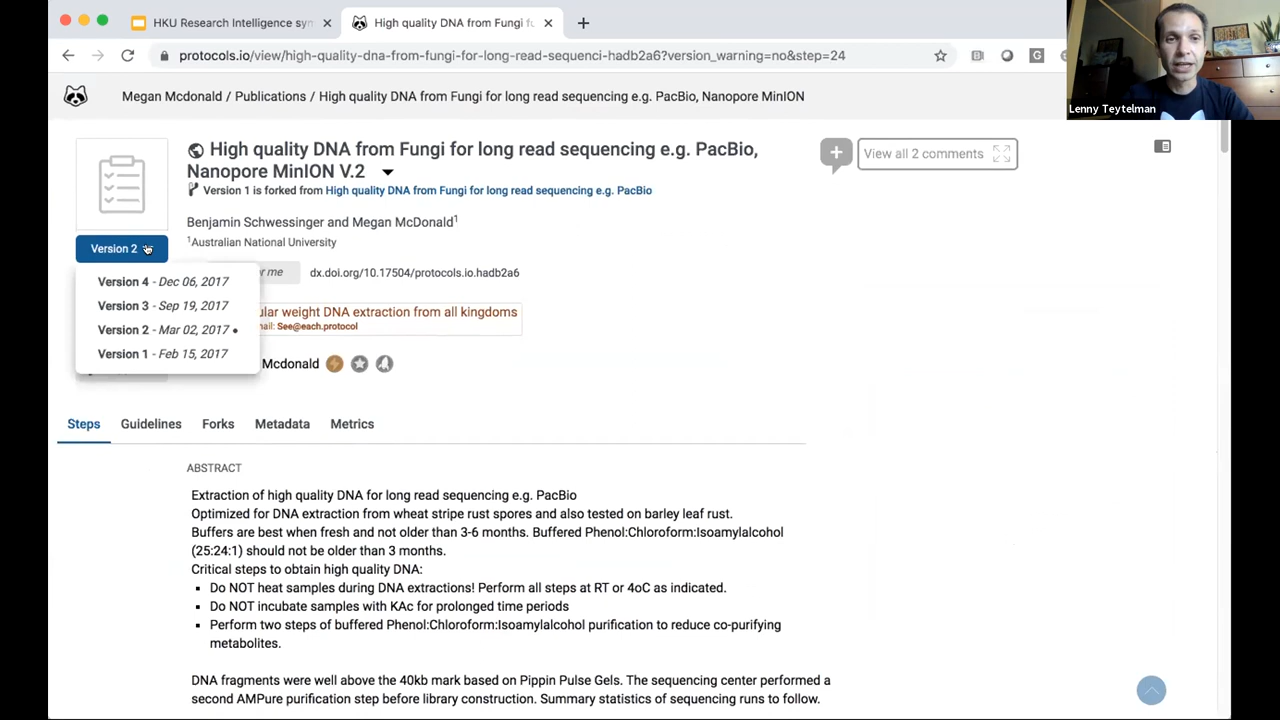 HKU Research Intelligence sym
High quality DNA from Fungi f
protocols.io/view/high-quality-dna-from-fungi-for-long-read-sequenci-hadb2a6?version_warning=no&step=24
Lenny Teytelman
Megan Mcdonald / Publications / High quality DNA from Fungi for long read sequencing e.g. PacBio, Nanopore MinION
High quality DNA from Fungi for long read sequencing e.g. PacBio,
Nanopore MinION V.2
View all 2 comments
Version 1 is forked from High quality DNA from Fungi for long read sequencing e.g. PacBio
Benjamin Schwessinger and Megan McDonald1
1Australian National University
Version 2
me
dx.doi.org/10.17504/protocols.io.hadb2a6
Version 4 - Dec 06, 2017
Version 3 - Sep 19, 2017
Version 2 - Mar 02, 2017 •
Version 1 - Feb 15, 2017
weight DNA extraction from all kingdoms
See@each.protocol
Mcdonald
Steps
Guidelines
Forks
Metadata
Metrics
ABSTRACT
Extraction of high quality DNA for long read sequencing e.g. PacBio
Optimized for DNA extraction from wheat stripe rust spores and also tested on barley leaf rust.
Buffers are best when fresh and not older than 3-6 months. Buffered Phenol:Chloroform:Isoamylalcohol
(25:24:1) should not be older than 3 months.
Critical steps to obtain high quality DNA:
▪ Do NOT heat samples during DNA extractions! Perform all steps at RT or 4oC as indicated.
▪ Do NOT incubate samples with KAc for prolonged time periods
▪ Perform two steps of buffered Phenol:Chloroform:Isoamylalcohol purification to reduce co-purifying
metabolites.
DNA fragments were well above the 40kb mark based on Pippin Pulse Gels. The sequencing center performed a
second AMPure purification step before library construction. Summary statistics of sequencing runs to follow.